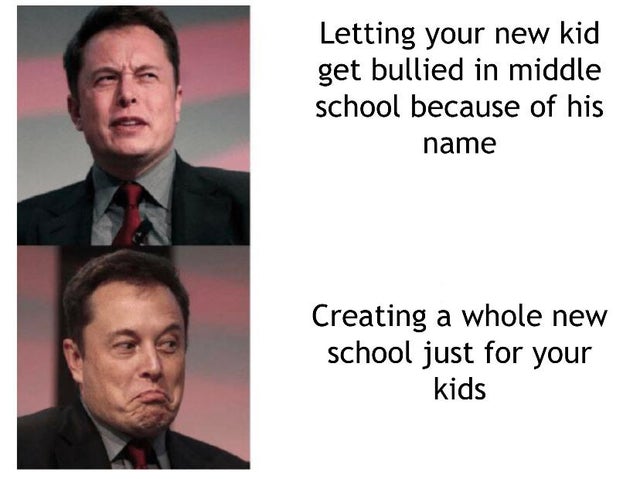 Letting your new kid
get bullied in middle
school because of his
name
Creating a whole new
school just for your
kids